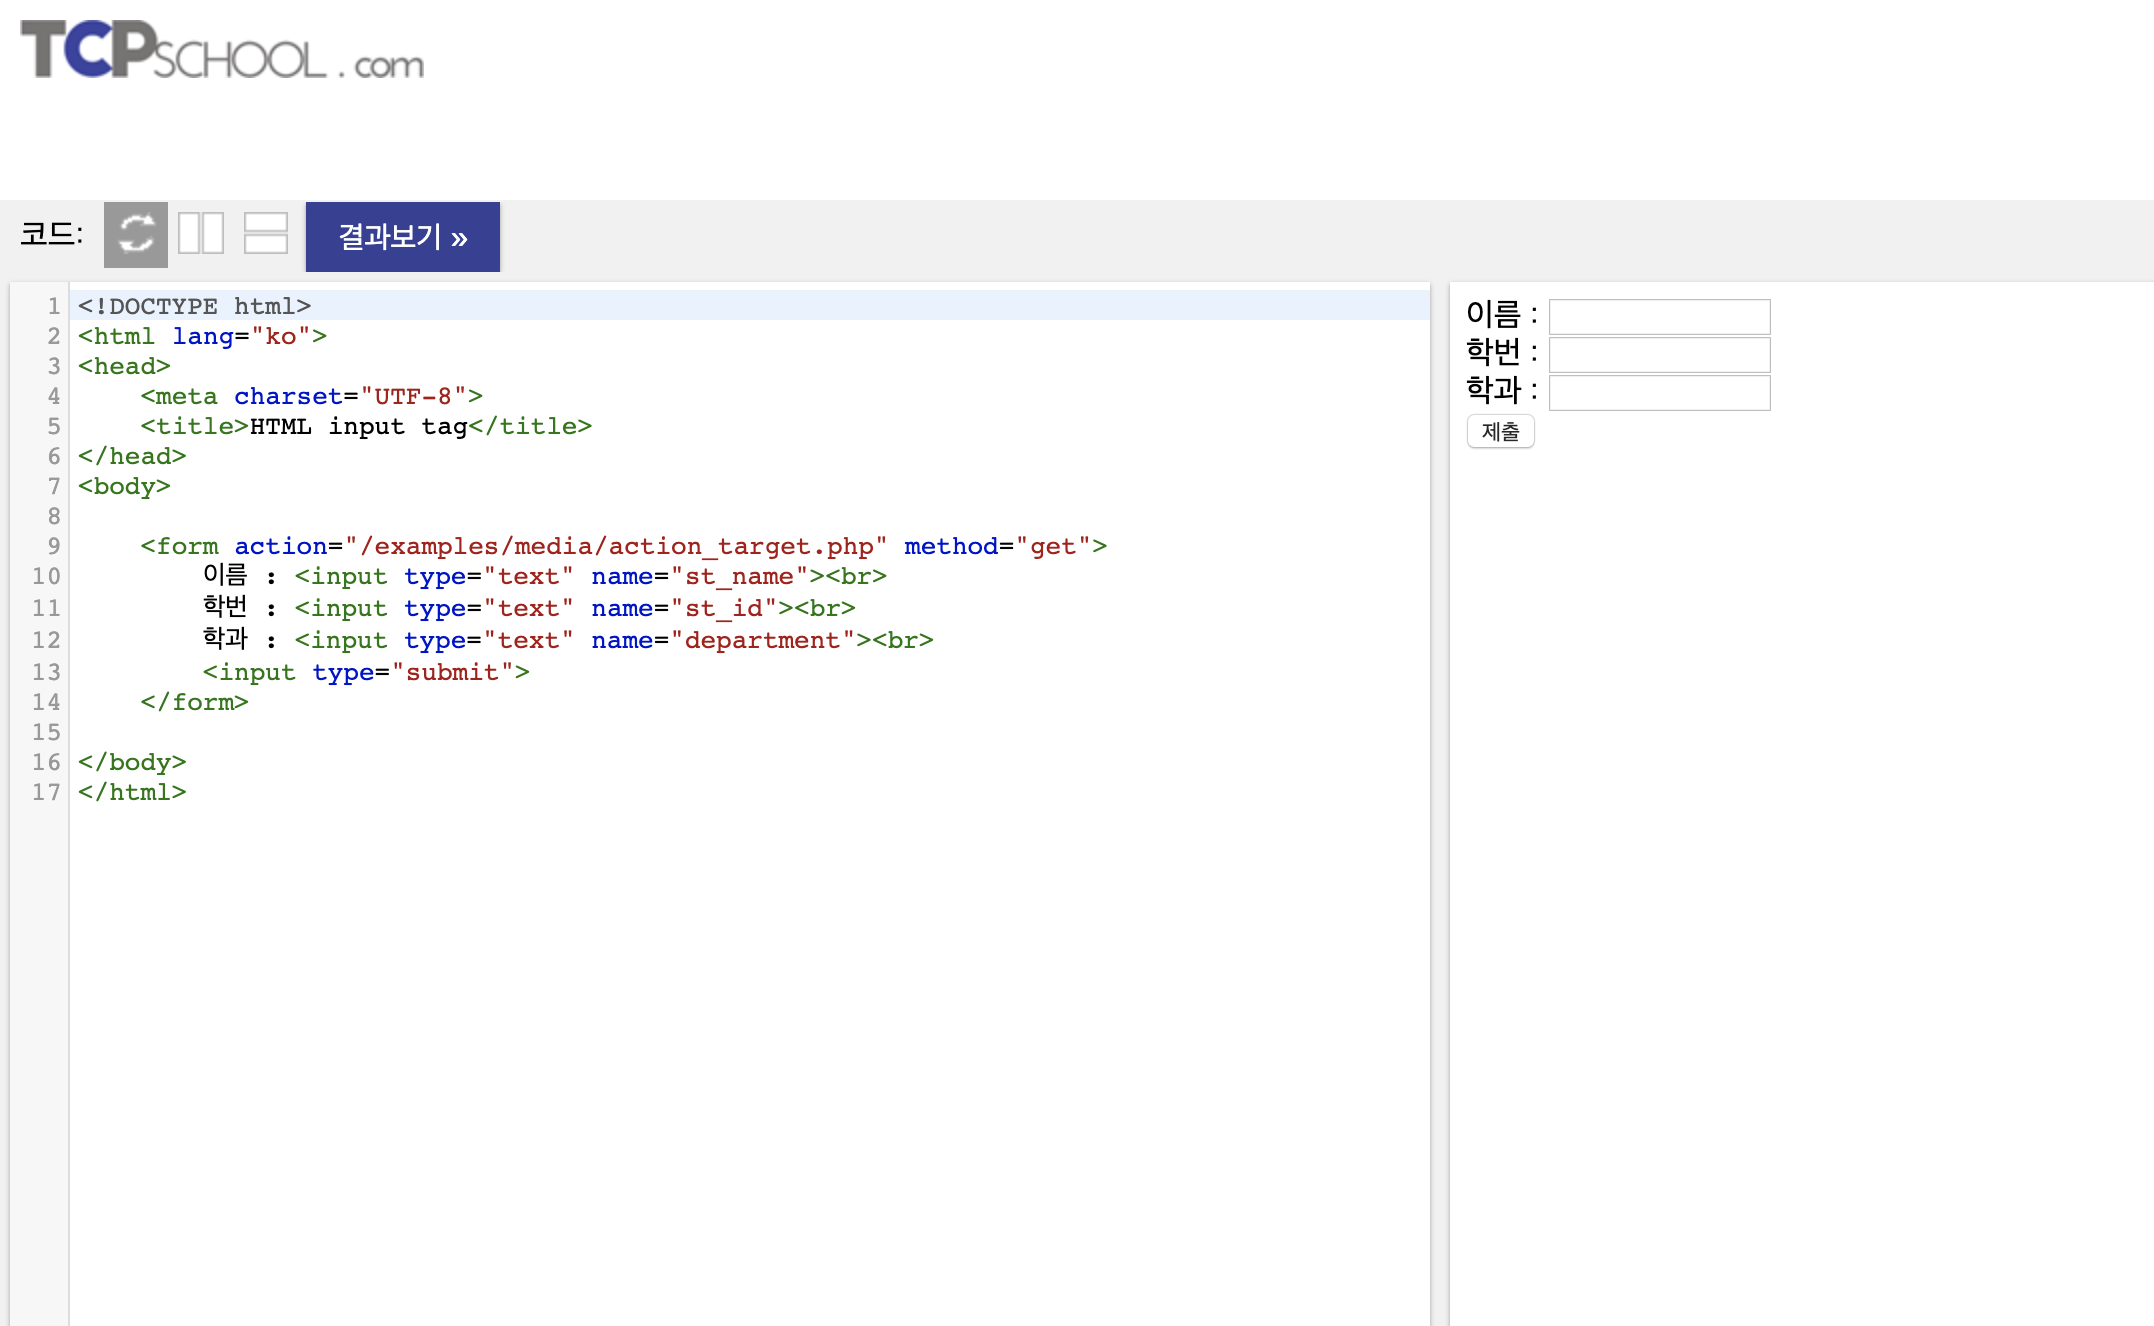 TCPSCHOOL.com
코드: 결과보기 »
1 <!DOCTYPE html>
2 <html lang="ko">
3 <head>
4     <meta charset="UTF-8">
5     <title>HTML input tag</title>
6 </head>
7 <body>
8
9     <form action="/examples/media/action_target.php" method="get">
10         이름 : <input type="text" name="st_name"><br>
11         학번 : <input type="text" name="st_id"><br>
12         학과 : <input type="text" name="department"><br>
13         <input type="submit">
14     </form>
15
16 </body>
17 </html>
이름 :
학번 :
학과 :
제출